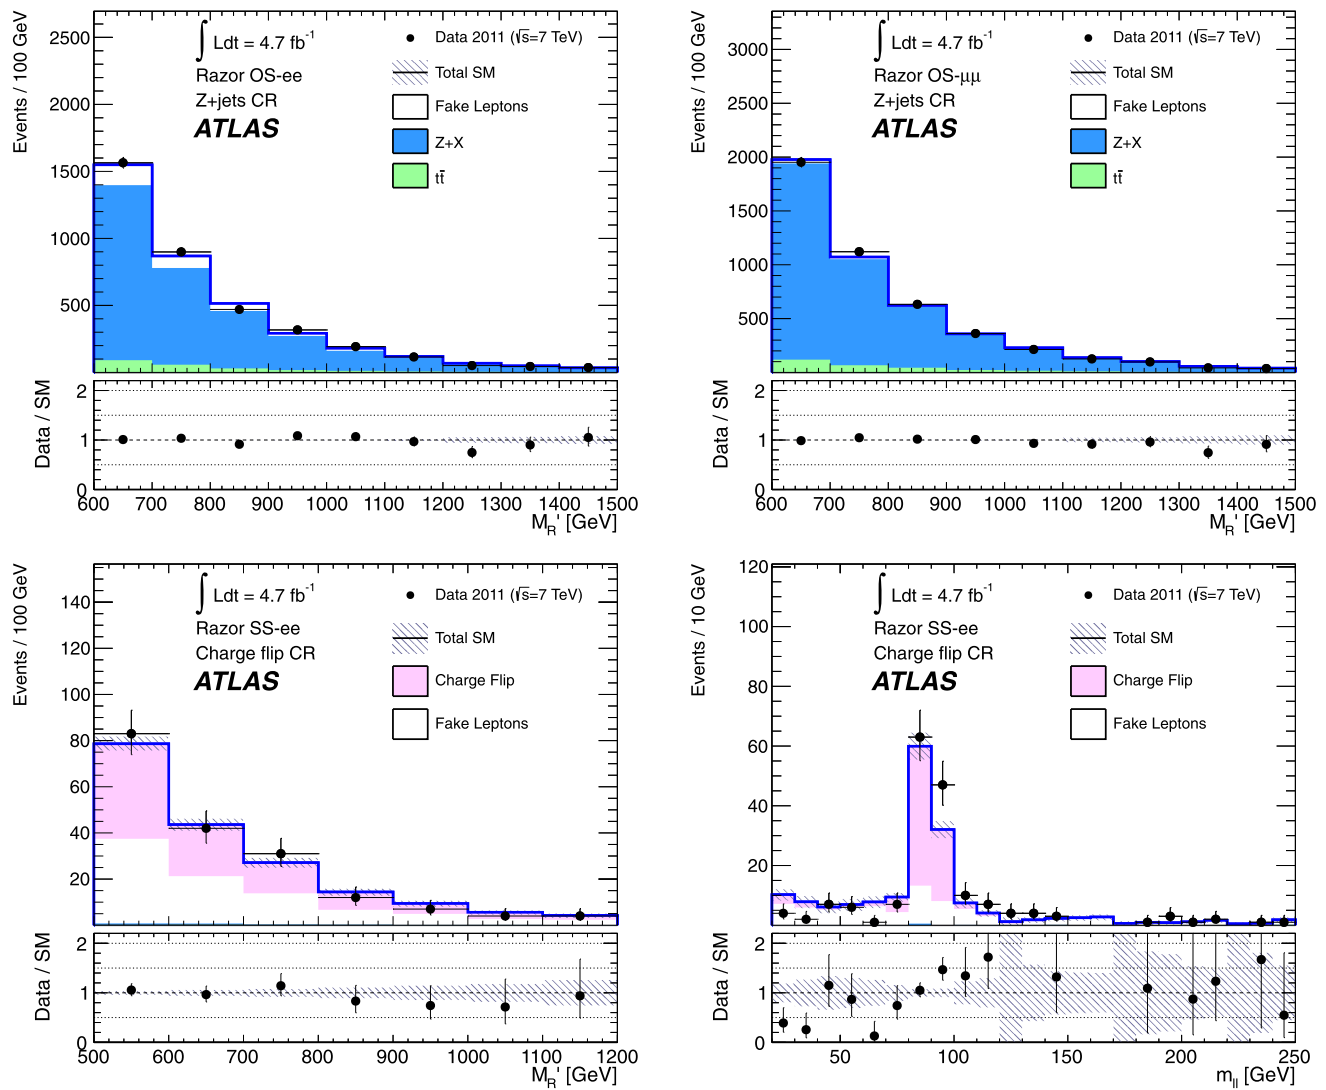 Events / 100 GeV
2500
2000
1500
1000
500
∫ Ldt = 4.7 fb⁻¹
Razor OS-ee
Z+jets CR
ATLAS
Data 2011 (√s=7 TeV)
Total SM
Fake Leptons
Z+X
tt̄
Data / SM
2
1
0
600 700 800 900 1000 1100 1200 1300 1400 1500
M_R' [GeV]
Events / 100 GeV
3000
2500
2000
1500
1000
500
∫ Ldt = 4.7 fb⁻¹
Razor OS-μμ
Z+jets CR
ATLAS
Data 2011 (√s=7 TeV)
Total SM
Fake Leptons
Z+X
tt̄
Data / SM
2
1
0
600 700 800 900 1000 1100 1200 1300 1400 1500
M_R' [GeV]
Events / 100 GeV
140
120
100
80
60
40
20
∫ Ldt = 4.7 fb⁻¹
Razor SS-ee
Charge flip CR
ATLAS
Data 2011 (√s=7 TeV)
Total SM
Charge Flip
Fake Leptons
Data / SM
2
1
0
500 600 700 800 900 1000 1100 1200
M_R' [GeV]
Events / 10 GeV
120
100
80
60
40
20
∫ Ldt = 4.7 fb⁻¹
Razor SS-ee
Charge flip CR
ATLAS
Data 2011 (√s=7 TeV)
Total SM
Charge Flip
Fake Leptons
Data / SM
2
1
0
50 100 150 200 250
m_ll [GeV]